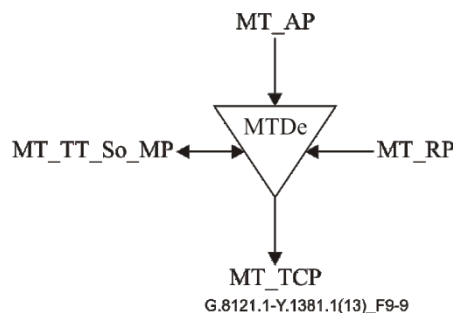 MT_AP
MTDe
MT_TT_So_MP
MT_RP
MT_TCP
G.8121.1-Y.1381.1(13)_F9-9